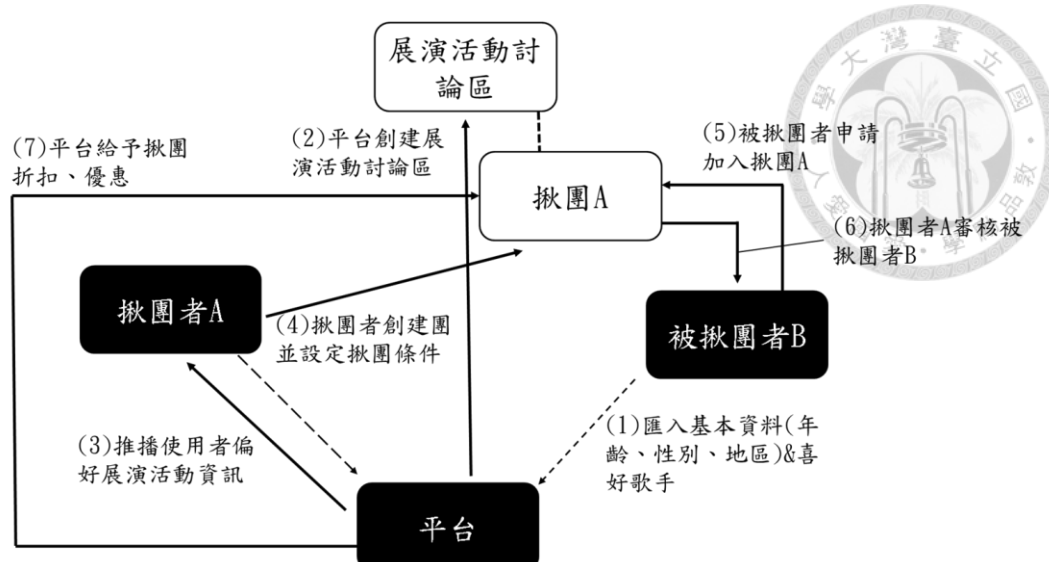 展演活動討
論區
(7)平台給予揪團
折扣、優惠
(2)平台創建展
演活動討論區
揪團A
(5)被揪團者申請
加入揪團A
(6)揪團者A審核被
揪團者B
揪團者A
(4)揪團者創建團
並設定揪團條件
被揪團者B
(3)推播使用者偏
好展演活動資訊
(1)匯入基本資料(年
齡、性別、地區)&喜
好歌手
平台